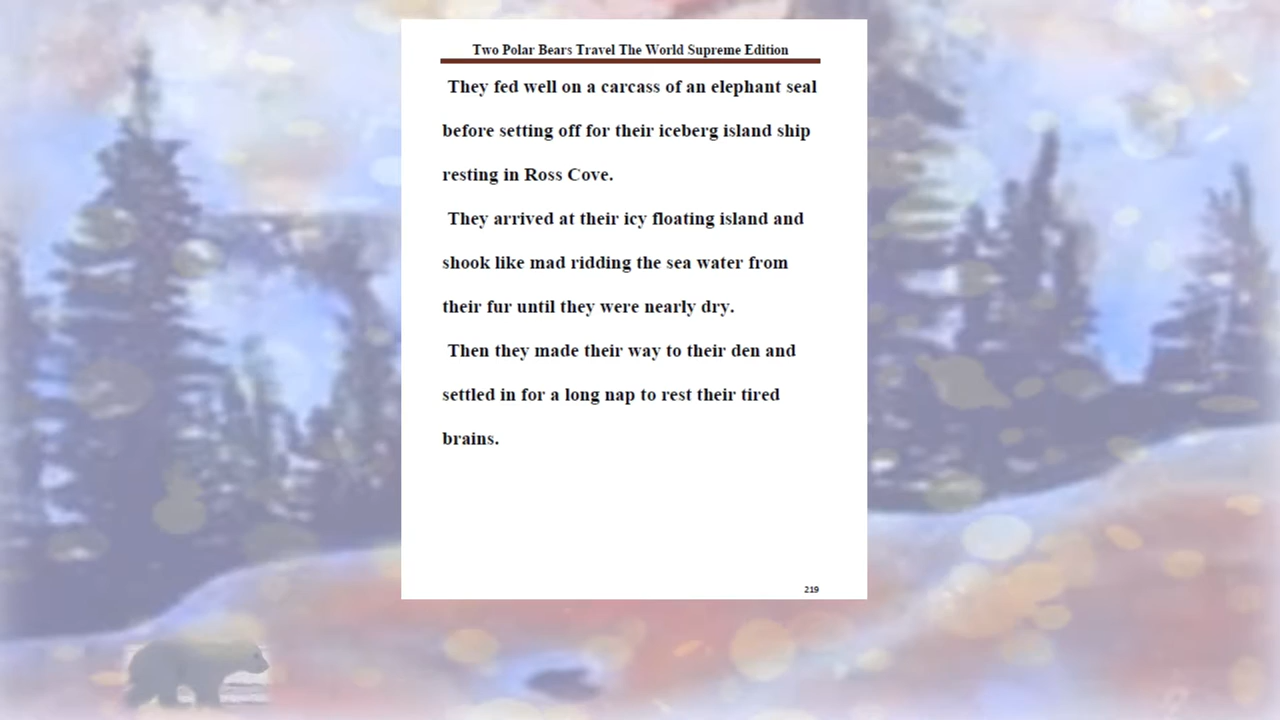 Two Polar Bears Travel The World Supreme Edition
They fed well on a carcass of an elephant seal
before setting off for their iceberg island ship
resting in Ross Cove.
They arrived at their icy floating island and
shook like mad ridding the sea water from
their fur until they were nearly dry.
Then they made their way to their den and
settled in for a long nap to rest their tired
brains.
219